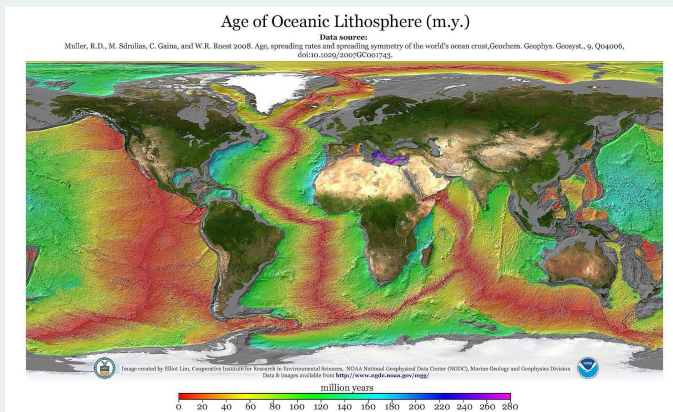 Age of Oceanic Lithosphere (m.y.)
Data source:
Muller, R.D., M. Sdrolias, C. Gaina, and W.R. Roest 2008. Age, spreading rates and spreading symmetry of the world's ocean crust,Geochem. Geophys. Geosyst., 9, Q04006,
doi:10.1029/2007GC001743.
Image created by Elliot Lim, Cooperative Institute for Research in Environmental Sciences, NOAA National Geophysical Data Center (NGDC), Marine Geology and Geophysics Division
Data & images available from http://www.ngdc.noaa.gov/mgg/
million years
0 20 40 60 80 100 120 140 160 180 200 220 240 260 280